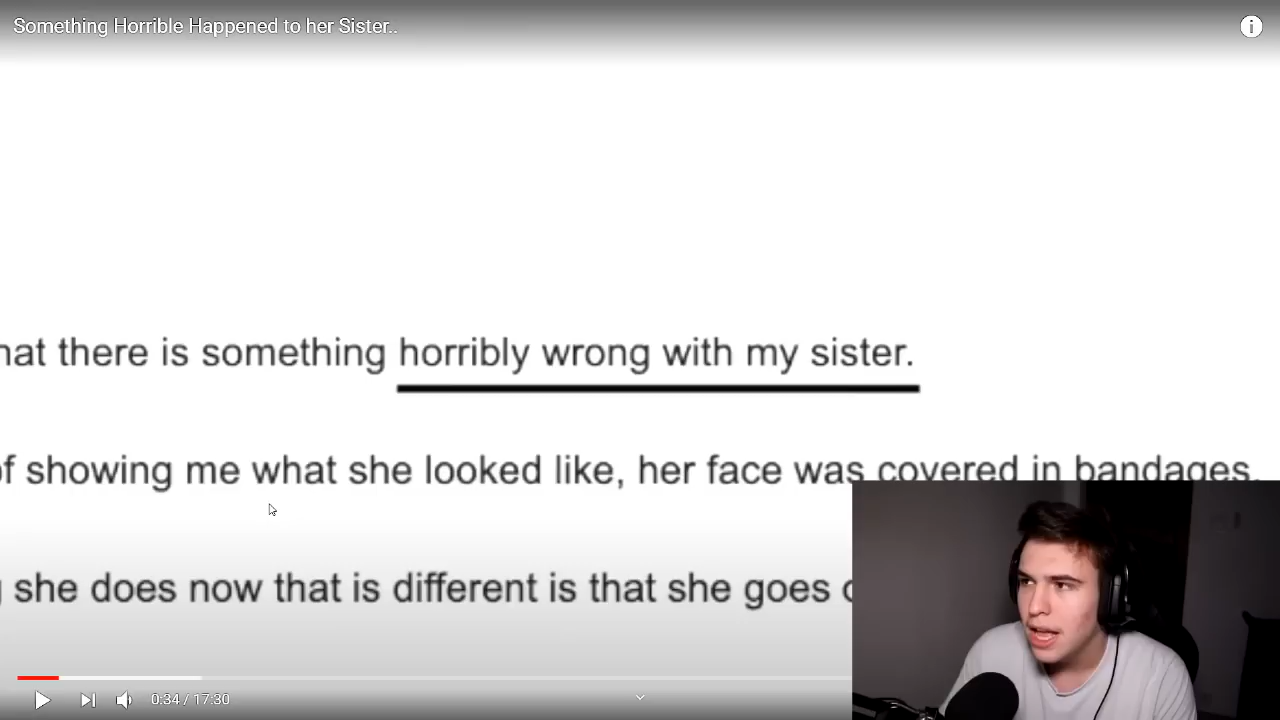 Something Horrible Happened to her Sister..
hat there is something horribly wrong with my sister.
of showing me what she looked like, her face was covered in bandages.
she does now that is different is that she goes
0:34 / 17:30